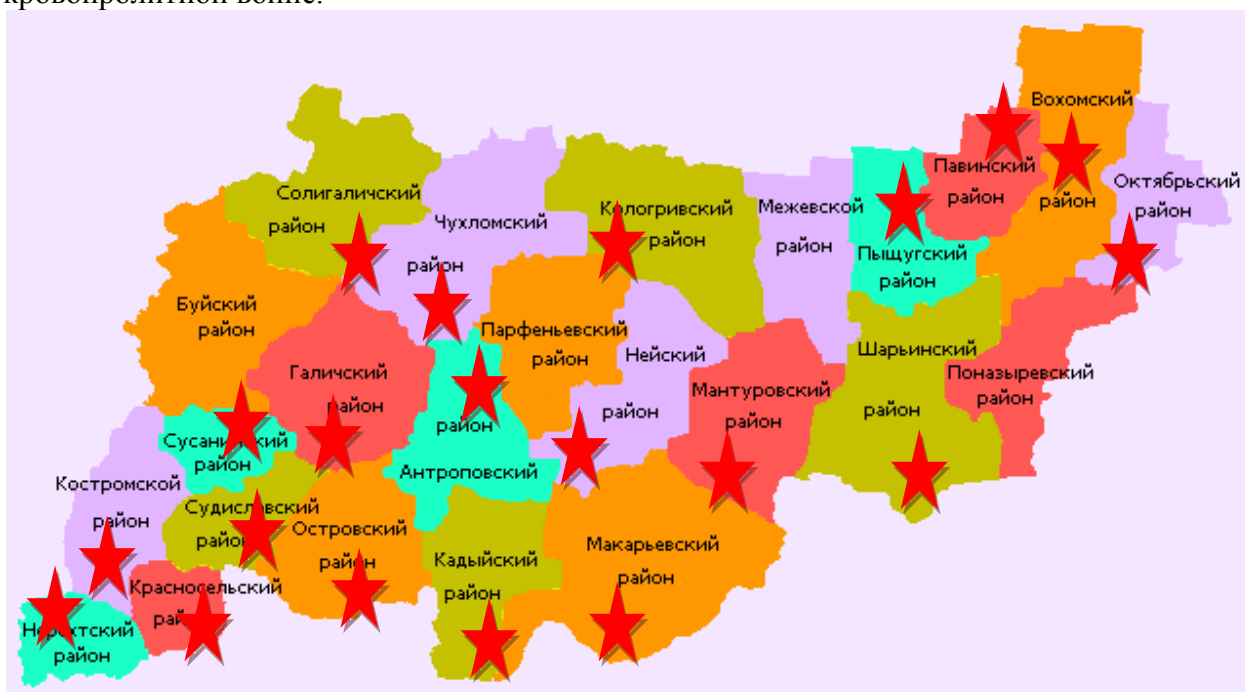 кровопролитной войне.
Вохомский
район
Павинский
район
Октябрьский
район
Солигаличский
район
Чухломский
район
Кологривский
район
Межевской
район
Пыщугский
район
Буйский
район
Парфеньевский
район
Нейский
район
Шарьинский
район
Галичский
район
Мантуровский
район
Поназыревский
район
район
Антроповский
Сусанинский
район
Костромской
район
Судиславский
район
Островский
район
Кадыйский
район
Макарьевский
район
Красносельский
район
Нерехтский
район